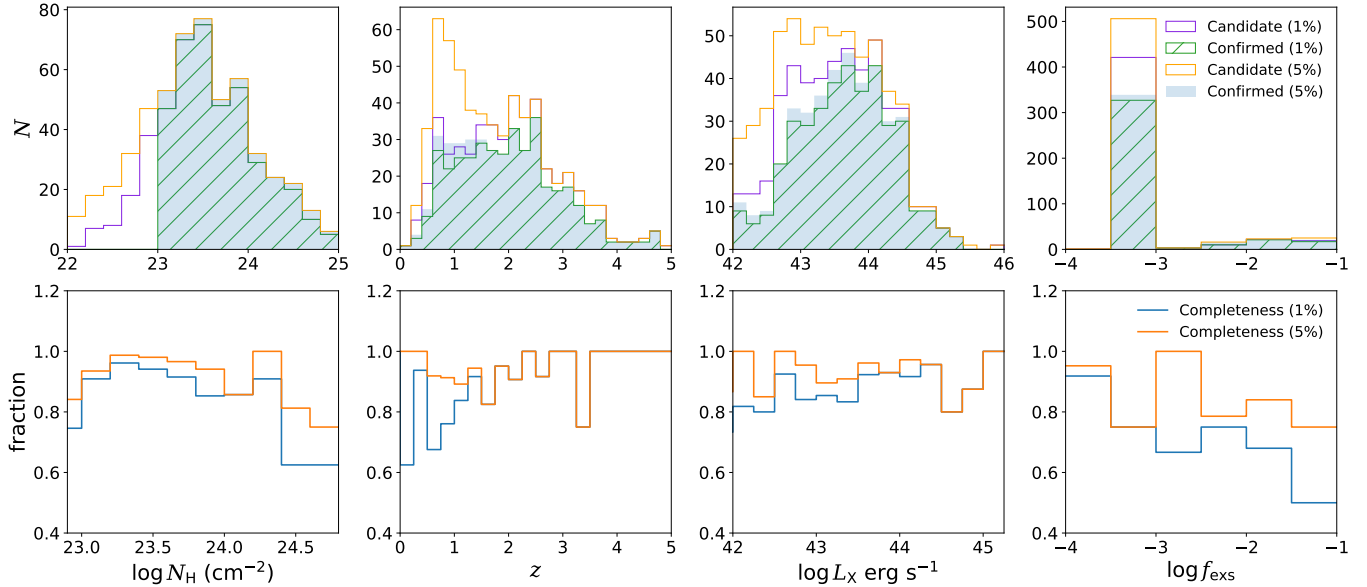 N
80
60
40
20
0
22 23 24 25
60
50
40
30
20
10
0
0 1 2 3 4 5
50
40
30
20
10
0
42 43 44 45 46
500
400
300
200
100
0
−4 −3 −2 −1
Candidate (1%)
Confirmed (1%)
Candidate (5%)
Confirmed (5%)
fraction
1.2
1.0
0.8
0.6
0.4
23.0 23.5 24.0 24.5
log N_H (cm⁻²)
1.2
1.0
0.8
0.6
0.4
0 1 2 3 4 5
z
1.2
1.0
0.8
0.6
0.4
42 43 44 45
log L_X erg s⁻¹
1.2
1.0
0.8
0.6
0.4
−4 −3 −2 −1
log f_exs
Completeness (1%)
Completeness (5%)